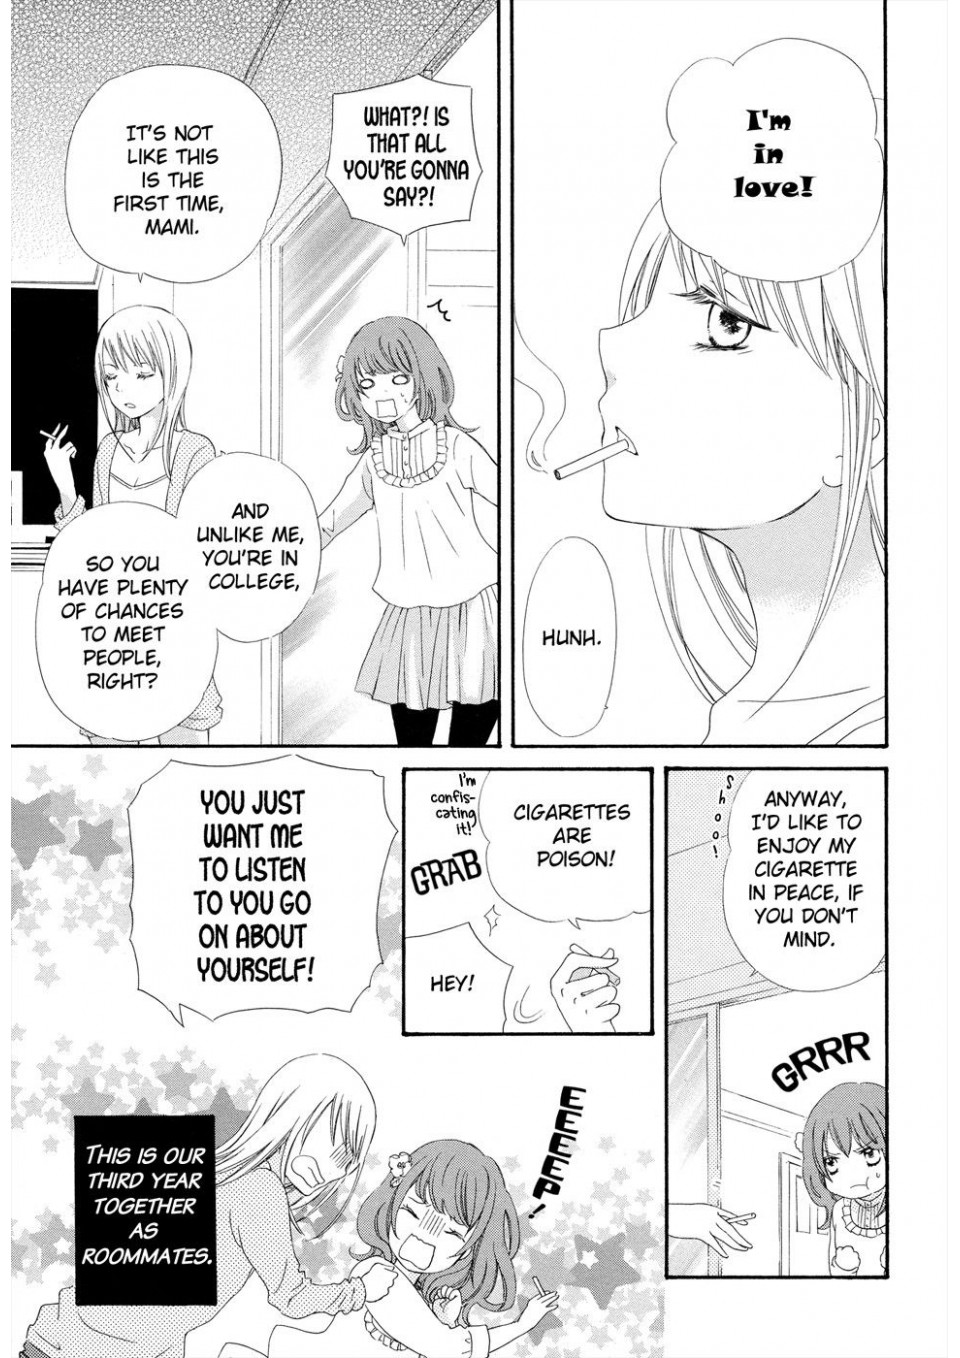 I'm
in
love!
HUNH.
WHAT?! IS
THAT ALL
YOU'RE GONNA
SAY?!
IT'S NOT
LIKE THIS
IS THE
FIRST TIME,
MAMI.
AND
UNLIKE ME,
YOU'RE IN
COLLEGE,
SO YOU
HAVE PLENTY
OF CHANCES
TO MEET
PEOPLE,
RIGHT?
ANYWAY,
I'D LIKE TO
ENJOY MY
CIGARETTE
IN PEACE, IF
YOU DON'T
MIND.
Shoo!
GRRR
CIGARETTES
ARE
POISON!
I'm
confis-
cating
it!
GRAB
HEY!
YOU JUST
WANT ME
TO LISTEN
TO YOU GO
ON ABOUT
YOURSELF!
EEEEP!
THIS IS OUR
THIRD YEAR
TOGETHER
AS
ROOMMATES.